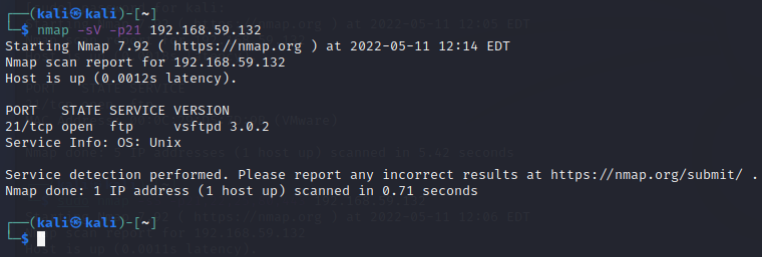 ┌──(kali㉿kali)-[~]
└─$ nmap -sV -p21 192.168.59.132
Starting Nmap 7.92 ( https://nmap.org ) at 2022-05-11 12:14 EDT
Nmap scan report for 192.168.59.132
Host is up (0.0012s latency).
PORT   STATE SERVICE VERSION
21/tcp open  ftp     vsftpd 3.0.2
Service Info: OS: Unix
Service detection performed. Please report any incorrect results at https://nmap.org/submit/ .
Nmap done: 1 IP address (1 host up) scanned in 0.71 seconds
┌──(kali㉿kali)-[~]
└─$